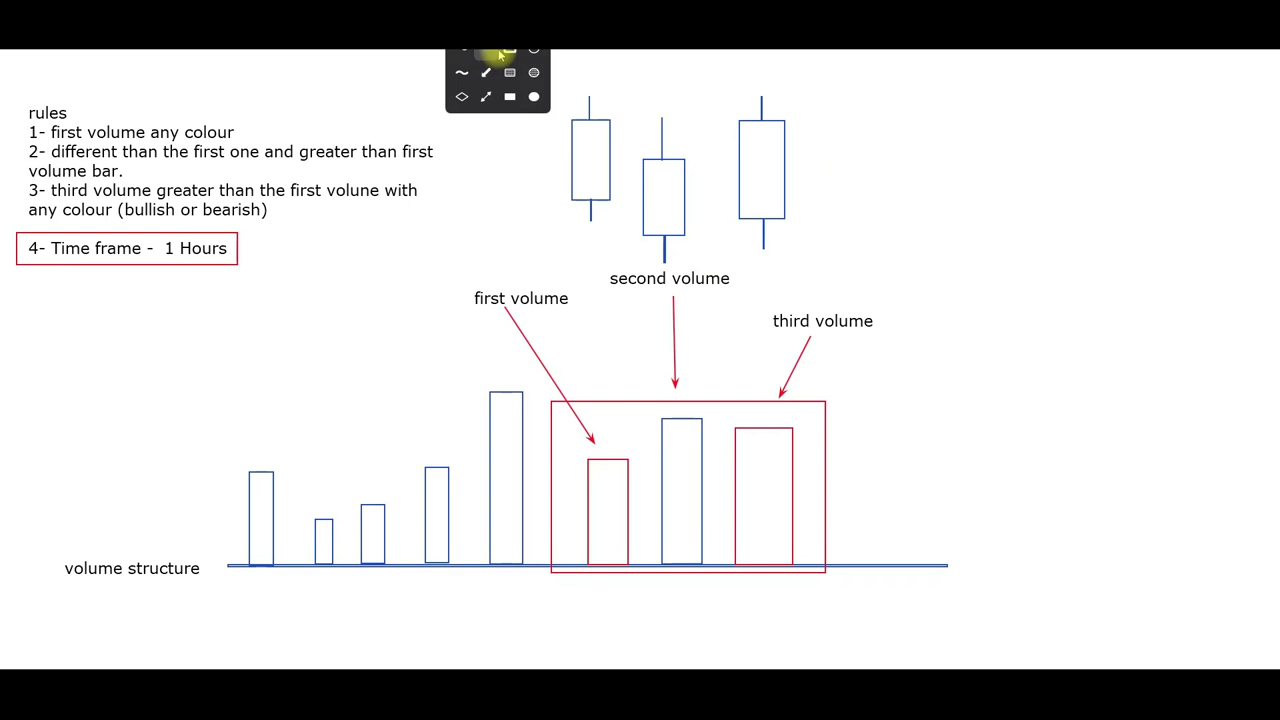 rules
1- first volume any colour
2- different than the first one and greater than first
volume bar.
3- third volume greater than the first volune with
any colour (bullish or bearish)
4- Time frame -  1 Hours
second volume
first volume
third volume
volume structure